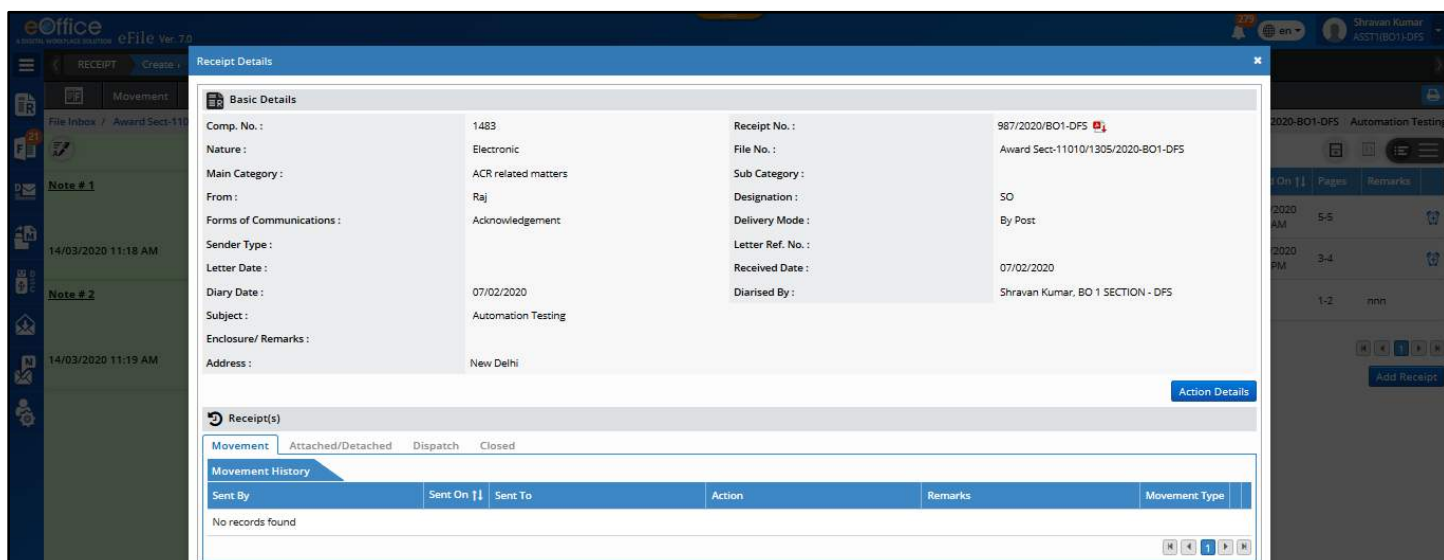 eOffice
A DIGITAL WORKPLACE SOLUTION eFile Ver. 7.0
279
en
Shravan Kumar
ASST1(BO1)-DFS
RECEIPT Create
Movement
File Inbox / Award Sect-110
2020-BO1-DFS Automation Testing
21
Note # 1
14/03/2020 11:18 AM
Note # 2
14/03/2020 11:19 AM
On Pages Remarks
/2020
AM
5-5
/2020
PM
3-4
1-2 nnn
1
Add Receipt
Receipt Details
Basic Details
Comp. No. : 1483 Receipt No. : 987/2020/BO1-DFS
Nature : Electronic File No. : Award Sect-11010/1305/2020-BO1-DFS
Main Category : ACR related matters Sub Category :
From : Raj Designation : SO
Forms of Communications : Acknowledgement Delivery Mode : By Post
Sender Type : Letter Ref. No. :
Letter Date : Received Date : 07/02/2020
Diary Date : 07/02/2020 Diarised By : Shravan Kumar, BO 1 SECTION - DFS
Subject : Automation Testing
Enclosure/ Remarks :
Address : New Delhi
Action Details
Receipt(s)
Movement Attached/Detached Dispatch Closed
Movement History
Sent By Sent On Sent To Action Remarks Movement Type
No records found
1